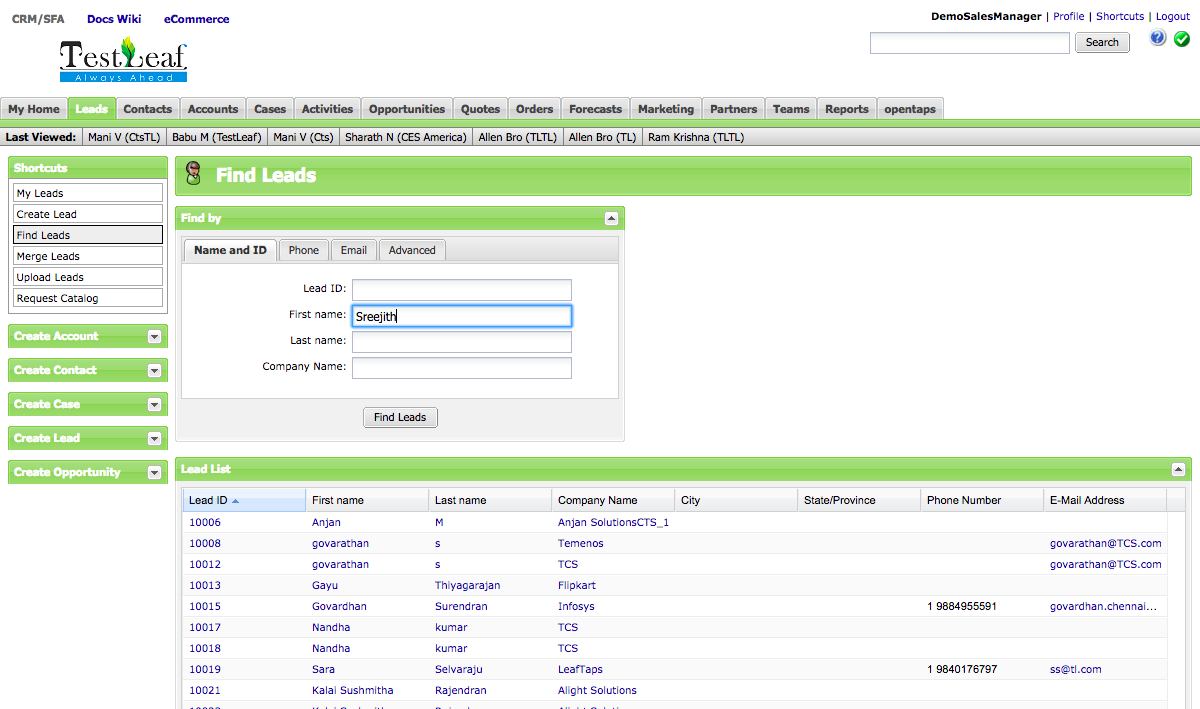 CRM/SFA Docs Wiki eCommerce
DemoSalesManager | Profile | Shortcuts | Logout
TestLeaf
Always Ahead
Search
My Home Leads Contacts Accounts Cases Activities Opportunities Quotes Orders Forecasts Marketing Partners Teams Reports opentaps
Last Viewed: Mani V (CtsTL) Babu M (TestLeaf) Mani V (Cts) Sharath N (CES America) Allen Bro (TLTL) Allen Bro (TL) Ram Krishna (TLTL)
Shortcuts
My Leads
Create Lead
Find Leads
Merge Leads
Upload Leads
Request Catalog
Create Account
Create Contact
Create Case
Create Lead
Create Opportunity
Find Leads
Find by
Name and ID Phone Email Advanced
Lead ID:
First name: Sreejith
Last name:
Company Name:
Find Leads
Lead List
Lead ID First name Last name Company Name City State/Province Phone Number E-Mail Address
10006 Anjan M Anjan SolutionsCTS_1
10008 govarathan s Temenos govarathan@TCS.com
10012 govarathan s TCS govarathan@TCS.com
10013 Gayu Thiyagarajan Flipkart
10015 Govardhan Surendran Infosys 1 9884955591 govardhan.chennai...
10017 Nandha kumar TCS
10018 Nandha kumar TCS
10019 Sara Selvaraju LeafTaps 1 9840176797 ss@tl.com
10021 Kalai Sushmitha Rajendran Alight Solutions